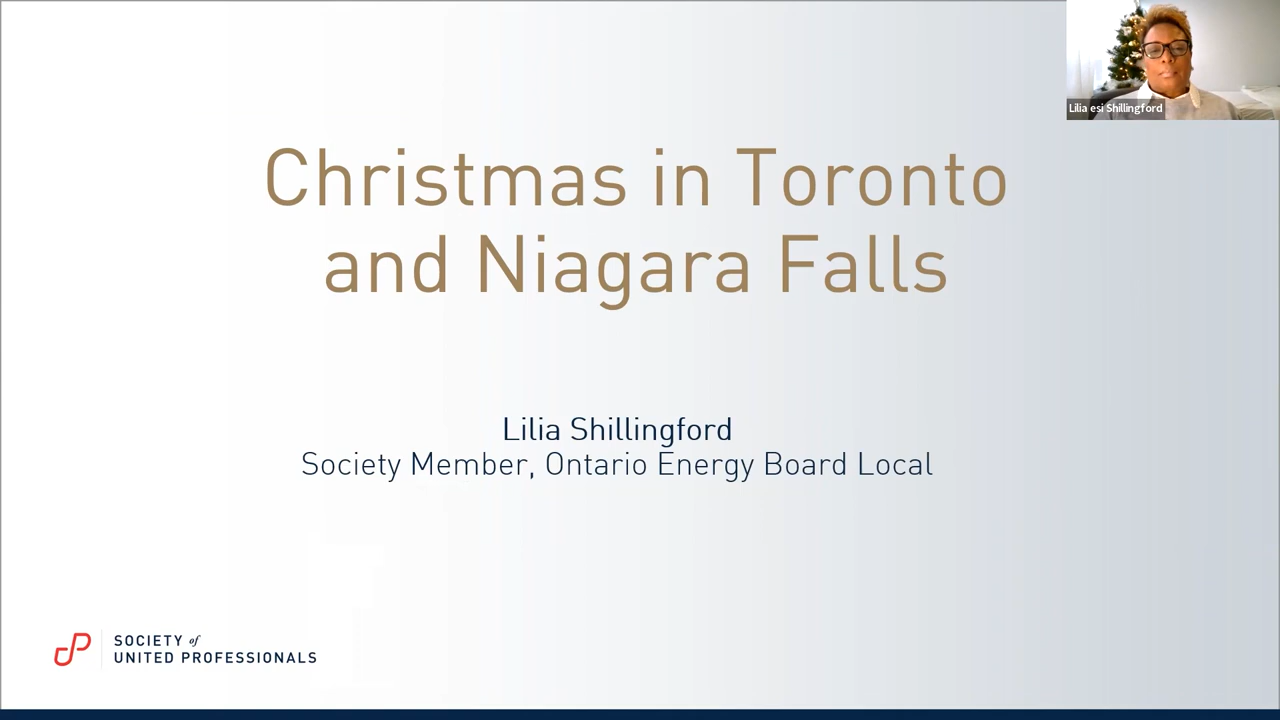 Lilia esi Shillingford
Christmas in Toronto
and Niagara Falls
Lilia Shillingford
Society Member, Ontario Energy Board Local
SOCIETY of
UNITED PROFESSIONALS